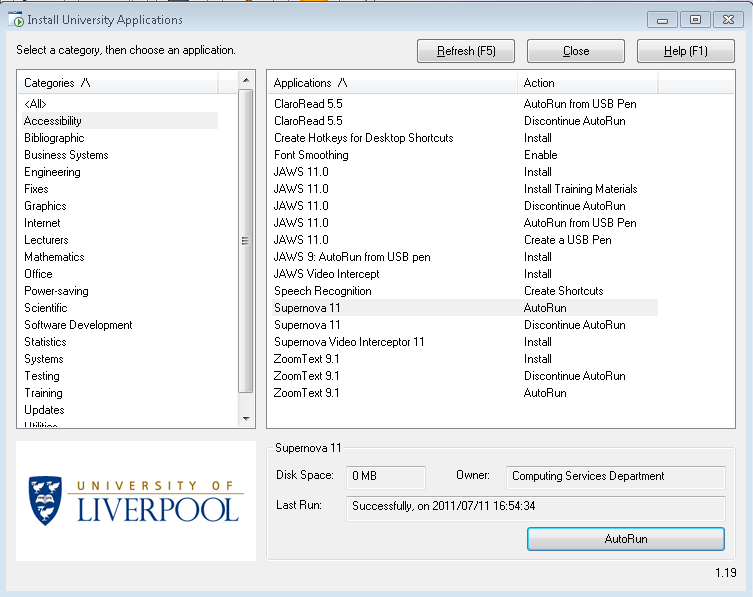 Install University Applications
Select a category, then choose an application.
Refresh (F5)
Close
Help (F1)
Categories /\
<All>
Accessibility
Bibliographic
Business Systems
Engineering
Fixes
Graphics
Internet
Lecturers
Mathematics
Office
Power-saving
Scientific
Software Development
Statistics
Systems
Testing
Training
Updates
Utilities
Applications /\ Action
ClaroRead 5.5 AutoRun from USB Pen
ClaroRead 5.5 Discontinue AutoRun
Create Hotkeys for Desktop Shortcuts Install
Font Smoothing Enable
JAWS 11.0 Install
JAWS 11.0 Install Training Materials
JAWS 11.0 Discontinue AutoRun
JAWS 11.0 AutoRun from USB Pen
JAWS 11.0 Create a USB Pen
JAWS 9: AutoRun from USB pen Install
JAWS Video Intercept Install
Speech Recognition Create Shortcuts
Supernova 11 AutoRun
Supernova 11 Discontinue AutoRun
Supernova Video Interceptor 11 Install
ZoomText 9.1 Install
ZoomText 9.1 Discontinue AutoRun
ZoomText 9.1 AutoRun
UNIVERSITY OF
LIVERPOOL
Supernova 11
Disk Space: 0 MB Owner: Computing Services Department
Last Run: Successfully, on 2011/07/11 16:54:34
AutoRun
1.19